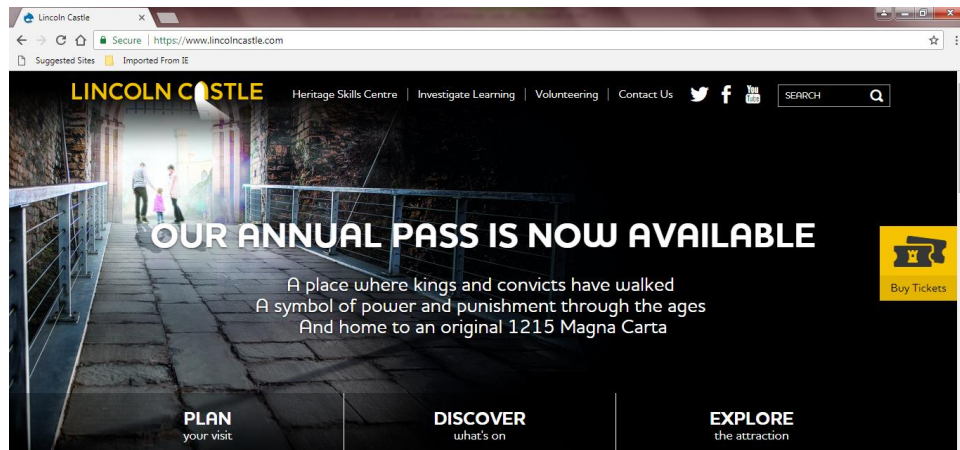 Lincoln Castle
Secure | https://www.lincolncastle.com
Suggested Sites Imported From IE
LINCOLN CASTLE
Heritage Skills Centre | Investigate Learning | Volunteering | Contact Us
You Tube
SEARCH
OUR ANNUAL PASS IS NOW AVAILABLE
A place where kings and convicts have walked
A symbol of power and punishment through the ages
And home to an original 1215 Magna Carta
Buy Tickets
PLAN
your visit
DISCOVER
what's on
EXPLORE
the attraction